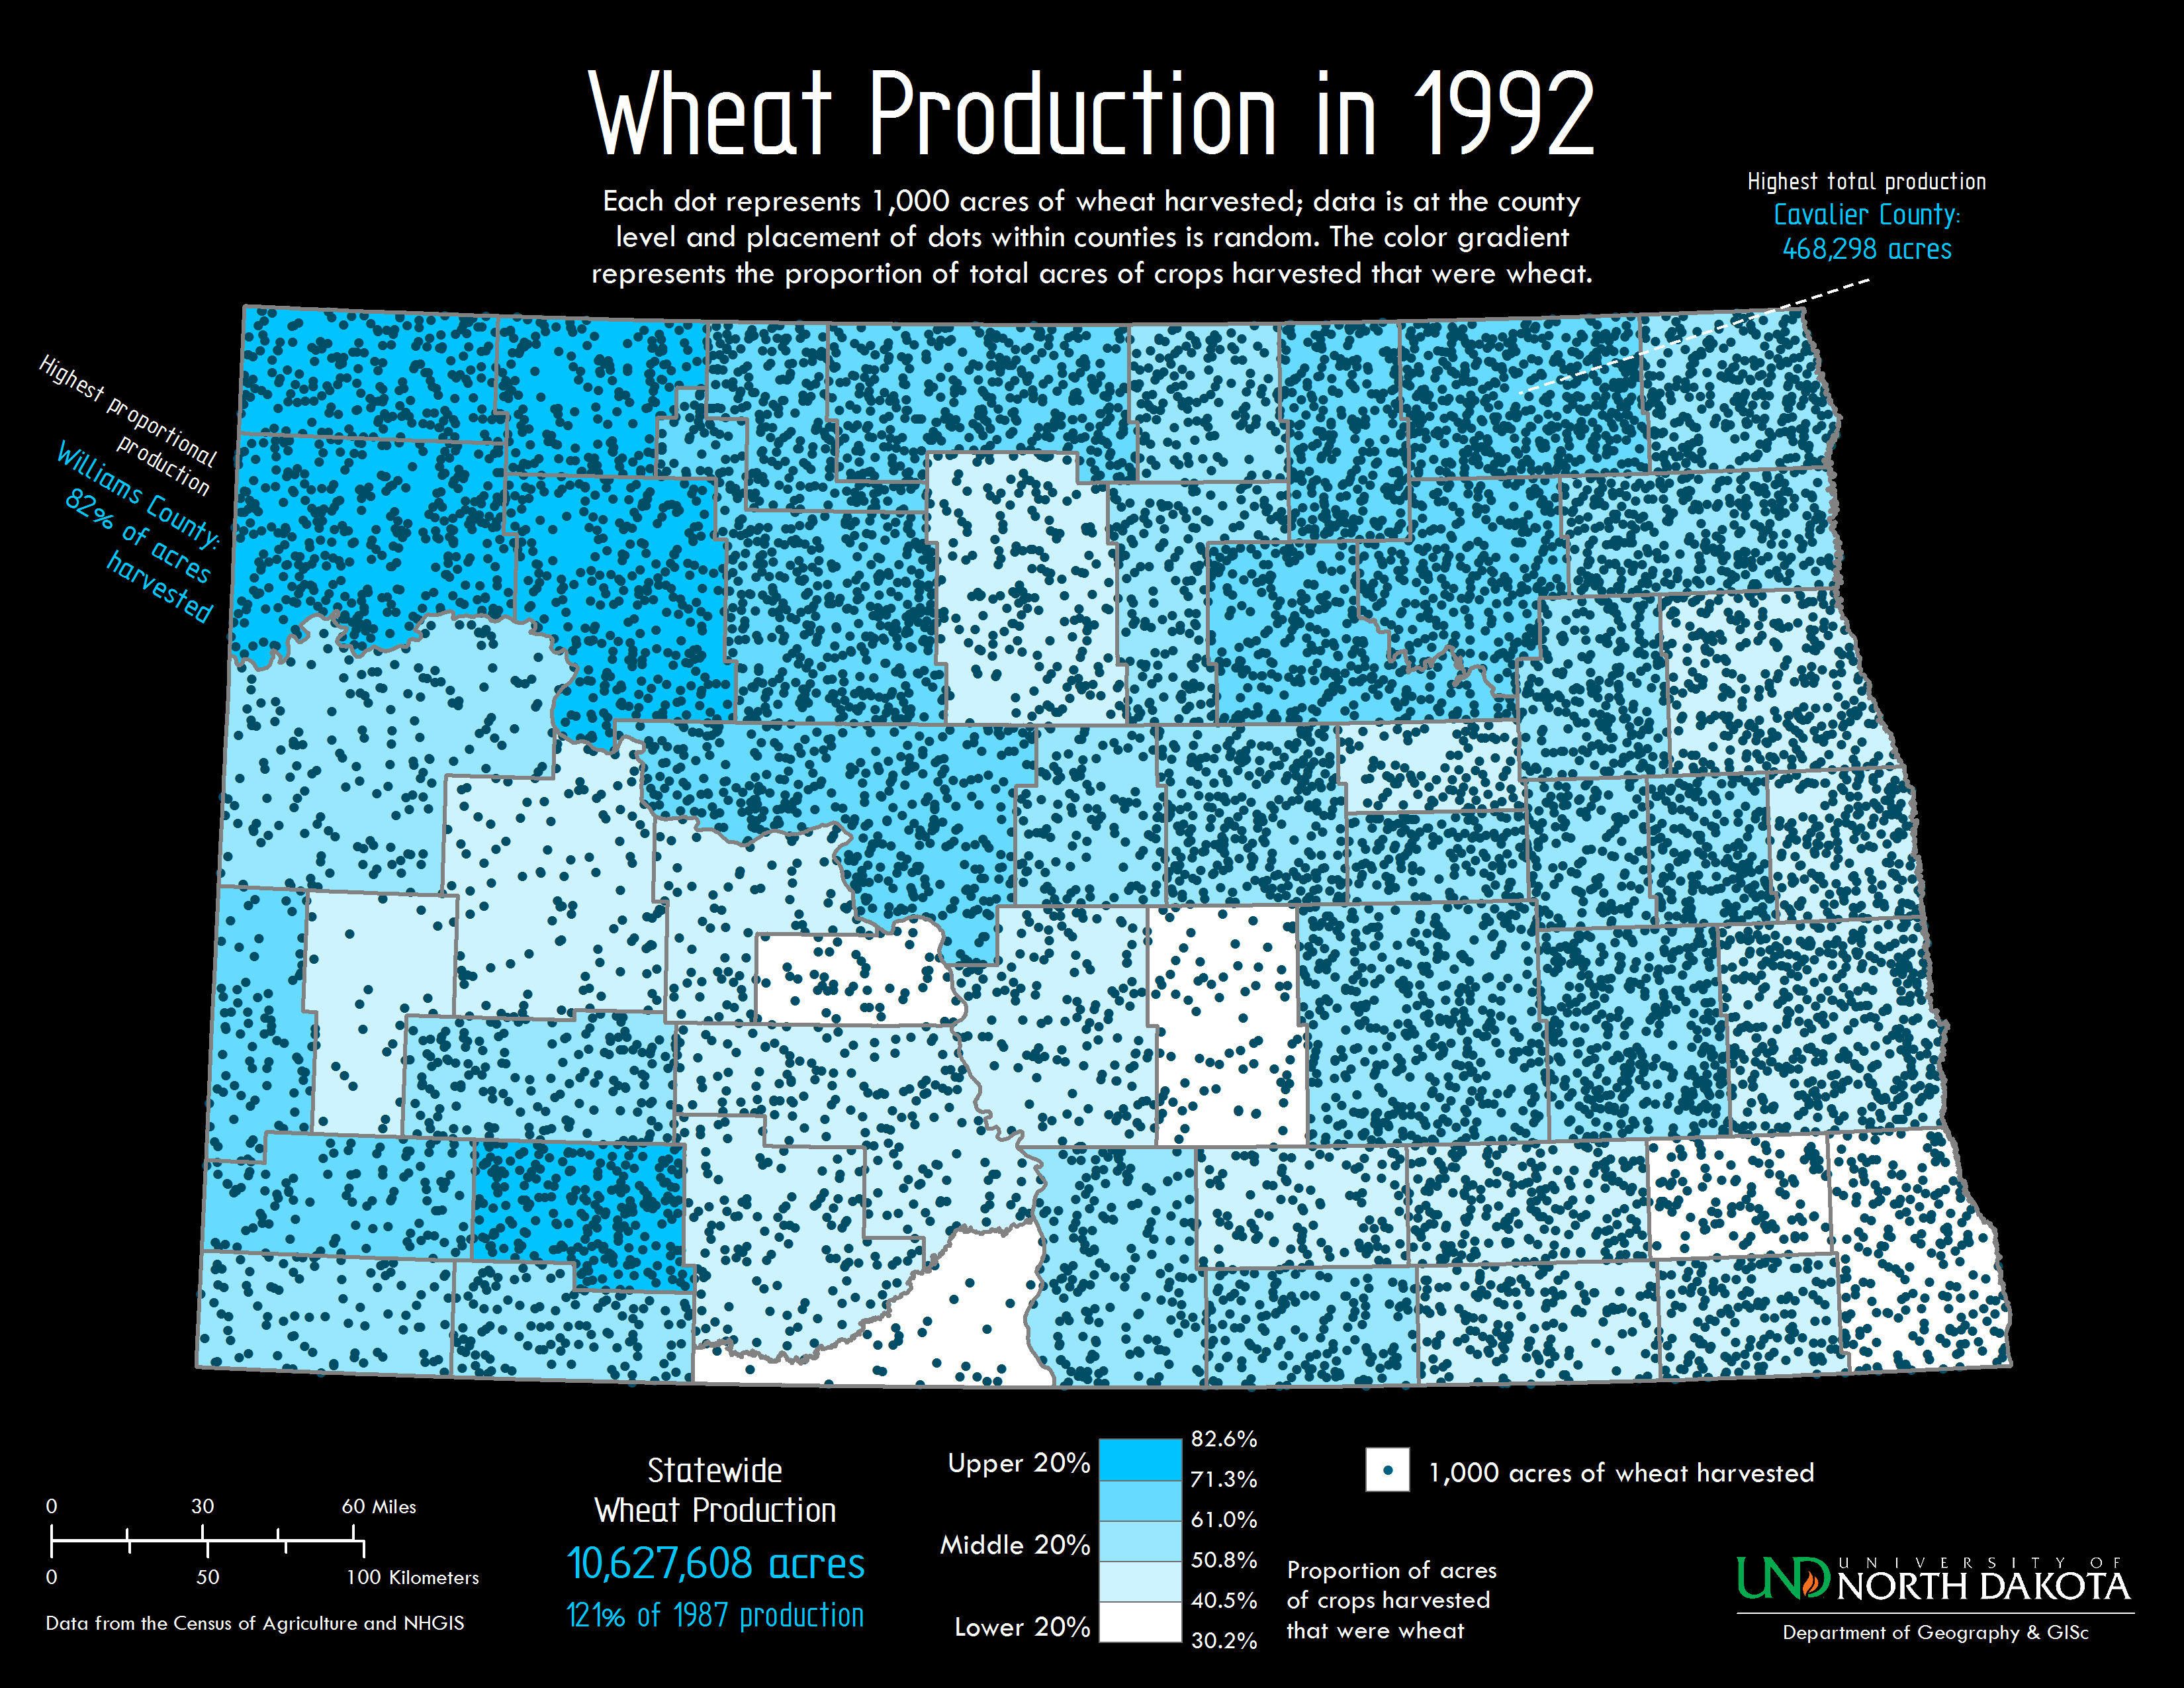 Wheat Production in 1992
Each dot represents 1,000 acres of wheat harvested; data is at the county
level and placement of dots within counties is random. The color gradient
represents the proportion of total acres of crops harvested that were wheat.
Highest total production
Cavalier County:
468,298 acres
Highest proportional
production
Williams County:
82% of acres
harvested
0 30 60 Miles
0 50 100 Kilometers
Data from the Census of Agriculture and NHGIS
Statewide
Wheat Production
10,627,608 acres
121% of 1987 production
Upper 20%
Middle 20%
Lower 20%
82.6%
71.3%
61.0%
50.8%
40.5%
30.2%
Proportion of acres
of crops harvested
that were wheat
1,000 acres of wheat harvested
UND UNIVERSITY OF
NORTH DAKOTA
Department of Geography & GISc